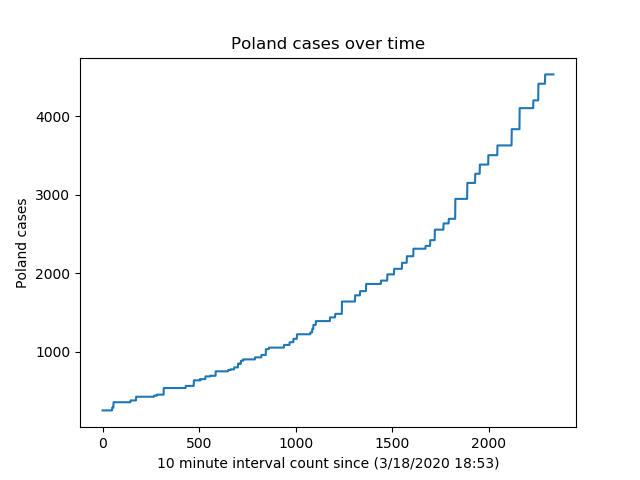 Poland cases over time
4000
3000
2000
1000
Poland cases
0 500 1000 1500 2000
10 minute interval count since (3/18/2020 18:53)